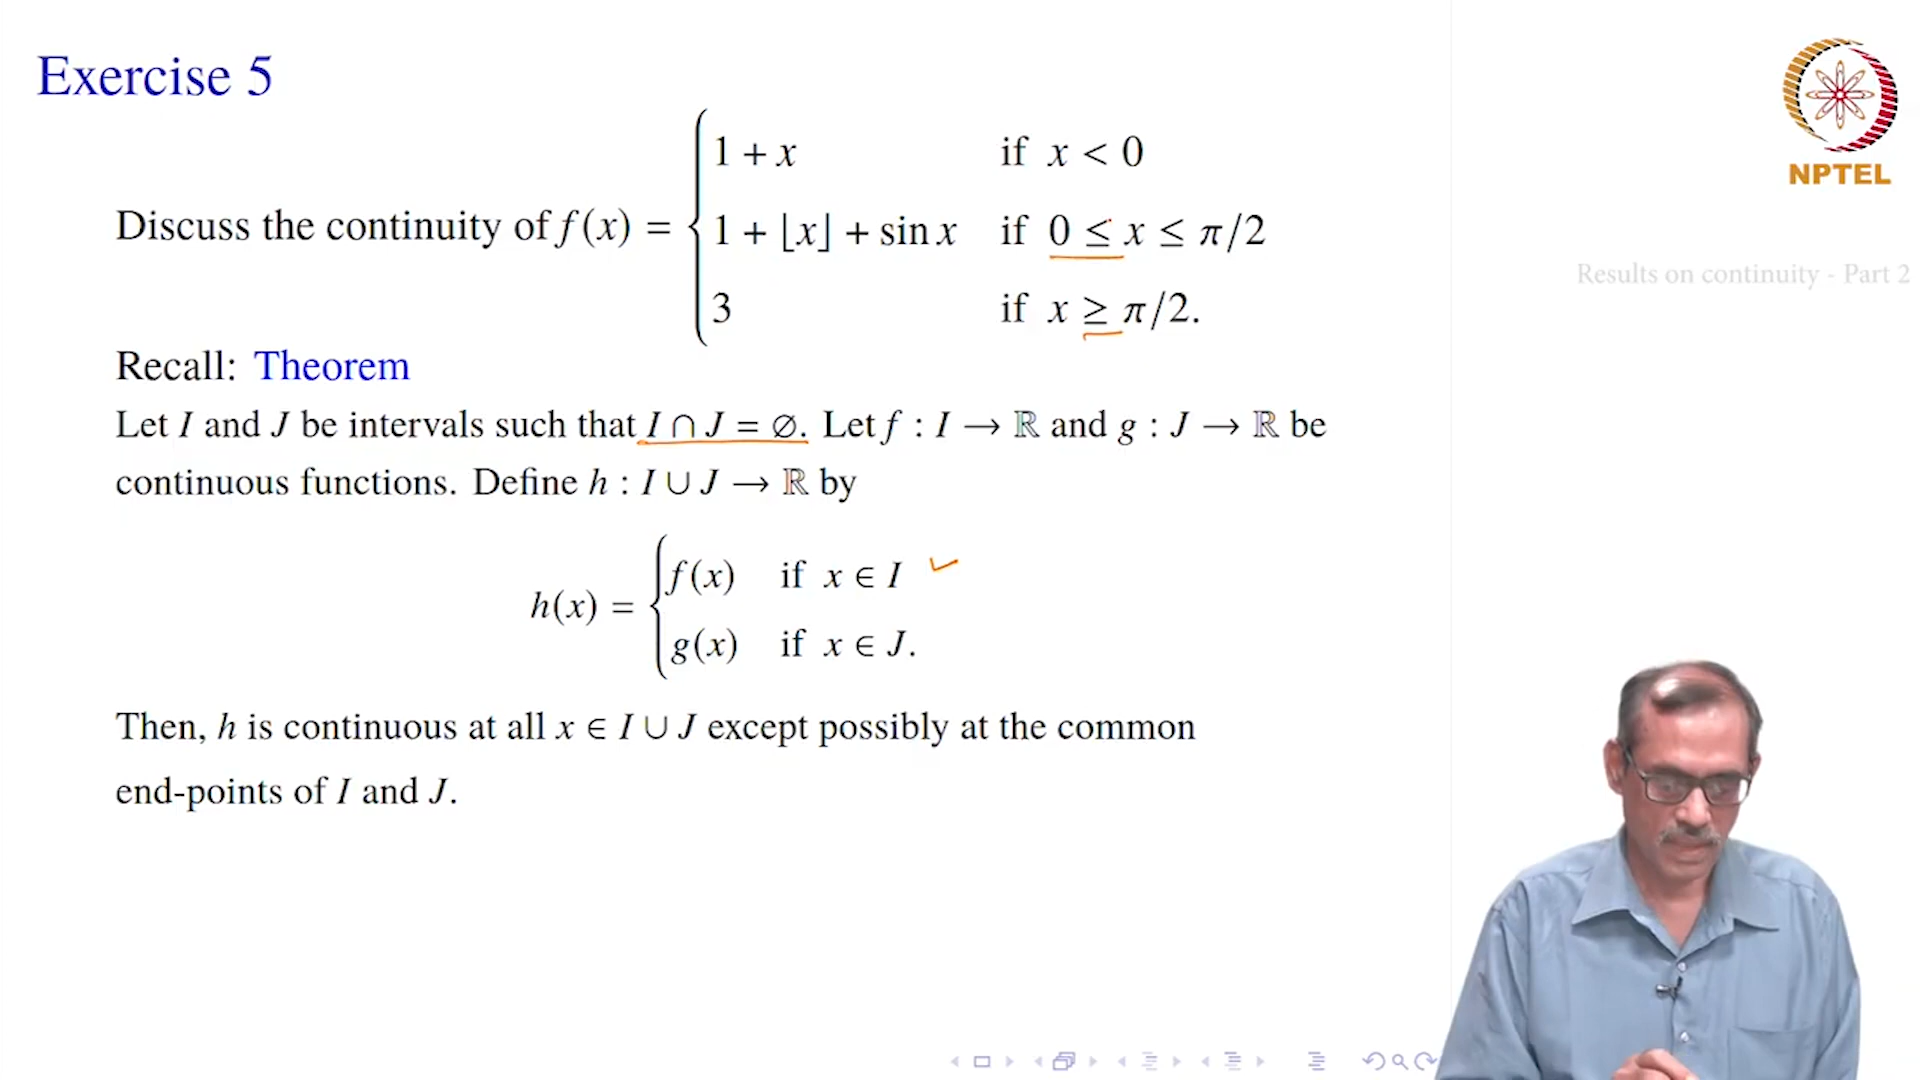 Exercise 5
NPTEL
Discuss the continuity of f(x) = { 1 + x if x < 0
1 + ⌊x⌋ + sin x if 0 ≤ x ≤ π/2
3 if x ≥ π/2.
Results on continuity - Part 2
Recall: Theorem
Let I and J be intervals such that I ∩ J = ∅. Let f : I → ℝ and g : J → ℝ be
continuous functions. Define h : I ∪ J → ℝ by
h(x) = { f(x) if x ∈ I
g(x) if x ∈ J.
Then, h is continuous at all x ∈ I ∪ J except possibly at the common
end-points of I and J.